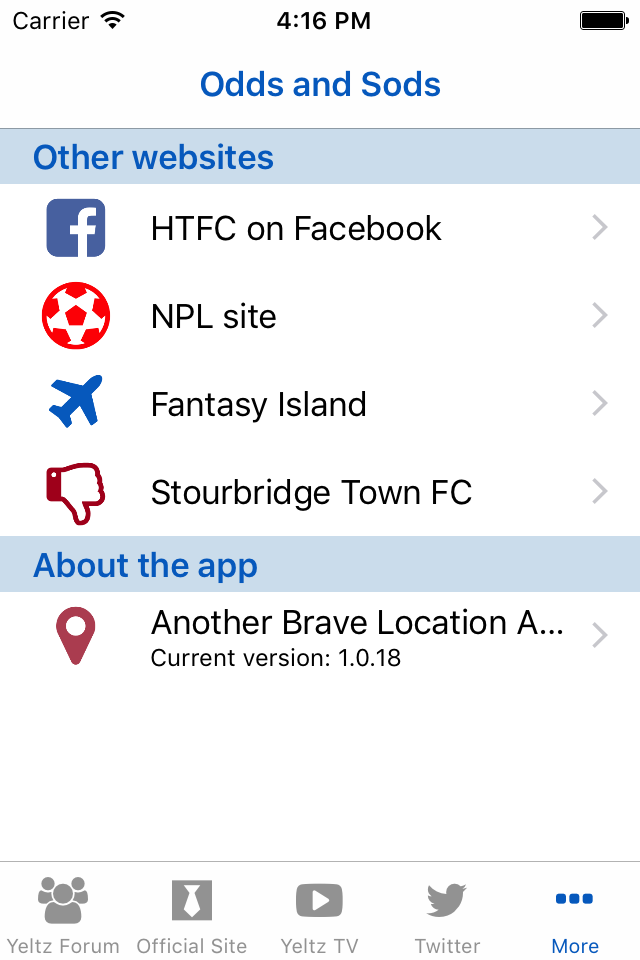 Carrier 4:16 PM
Odds and Sods
Other websites
HTFC on Facebook
NPL site
Fantasy Island
Stourbridge Town FC
About the app
Another Brave Location A...
Current version: 1.0.18
Yeltz Forum Official Site Yeltz TV Twitter More